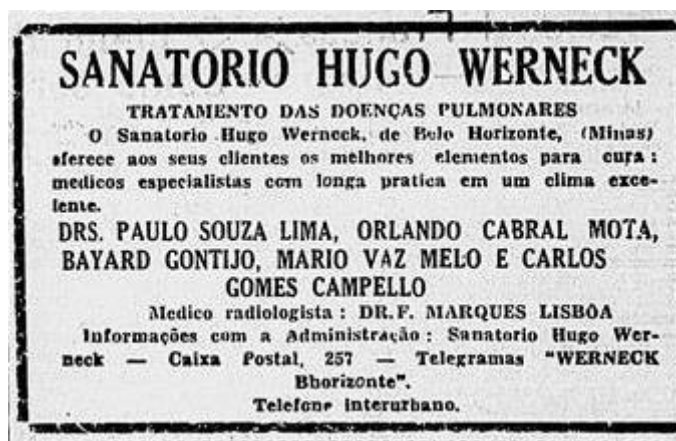 SANATORIO HUGO WERNECK
TRATAMENTO DAS DOENÇAS PULMONARES
O Sanatorio Hugo Werneck, de Belo Horizonte, (Minas)
oferece aos seus clientes os melhores elementos para cura:
medicos especialistas com longa pratica em um clima exce-
lente.
DRS. PAULO SOUZA LIMA, ORLANDO CABRAL MOTA,
BAYARD GONTIJO, MARIO VAZ MELO E CARLOS
GOMES CAMPELLO
Medico radiologista : DR. F. MARQUES LISBÔA
Informações com a Administração : Sanatorio Hugo Wer-
neck — Caixa Postal, 257 — Telegramas "WERNECK
Bhorizonte".
Telefone interurbano.